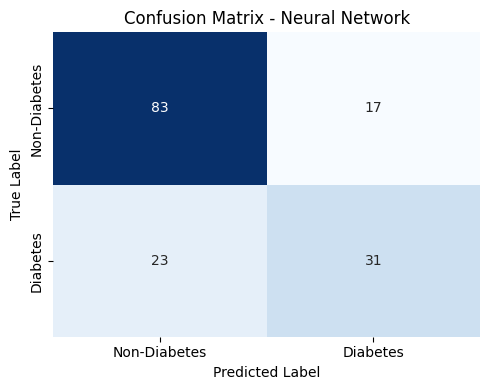 Confusion Matrix - Neural Network
True Label
Non-Diabetes
83
17
Diabetes
23
31
Non-Diabetes
Diabetes
Predicted Label